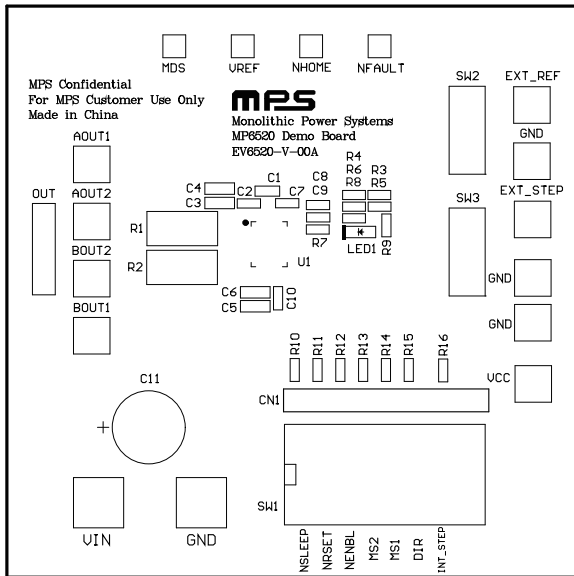 MDS
VREF
NHOME
NFAULT
SW2
EXT_REF
MPS Confidential
For MPS Customer Use Only
Made in China
MPS
Monolithic Power Systems
MP6520 Demo Board
EV6520-V-00A
GND
AOUT1
R4
R6
R3
R8
R5
C8
C9
C1
C4
C2
C7
C3
OUT
AOUT2
R1
R7
LED1
R9
SW3
EXT_STEP
BOUT2
R2
U1
C6
C5
C10
GND
BOUT1
GND
R10
R11
R12
R13
R14
R15
R16
VCC
C11
CN1
+
SW1
VIN
GND
NSLEEP
NRSET
NENBL
MS2
MS1
DIR
INT_STEP